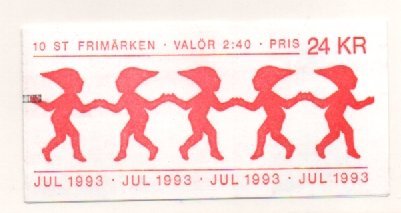 10 ST FRIMÄRKEN · VALÖR 2:40 · PRIS 24 KR
JUL 1993 · JUL 1993 · JUL 1993 · JUL 1993